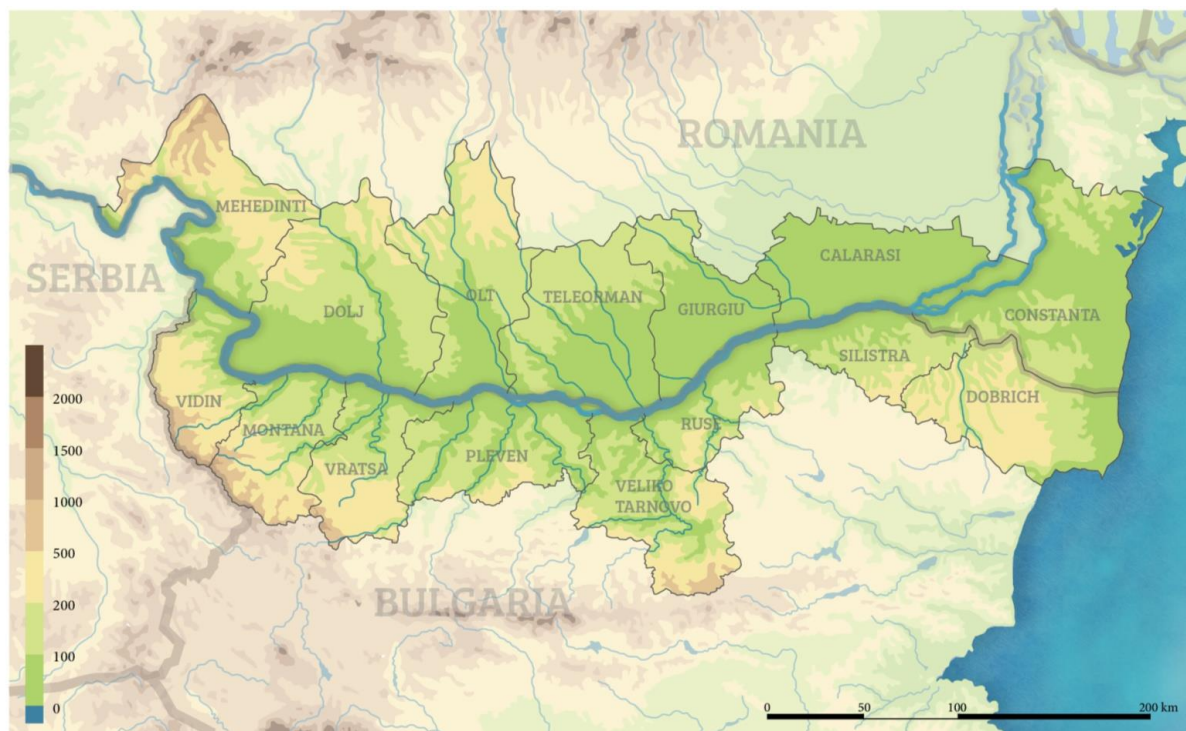 ROMANIA
MEHEDINTI
SERBIA
CALARASI
DOLJ
OLT
TELEORMAN
GIURGIU
CONSTANTA
SILISTRA
VIDIN
DOBRICH
MONTANA
RUSE
VRATSA
PLEVEN
VELIKO
TARNOVO
BULGARIA
2000
1500
1000
500
200
100
0
0 50 100 200 km